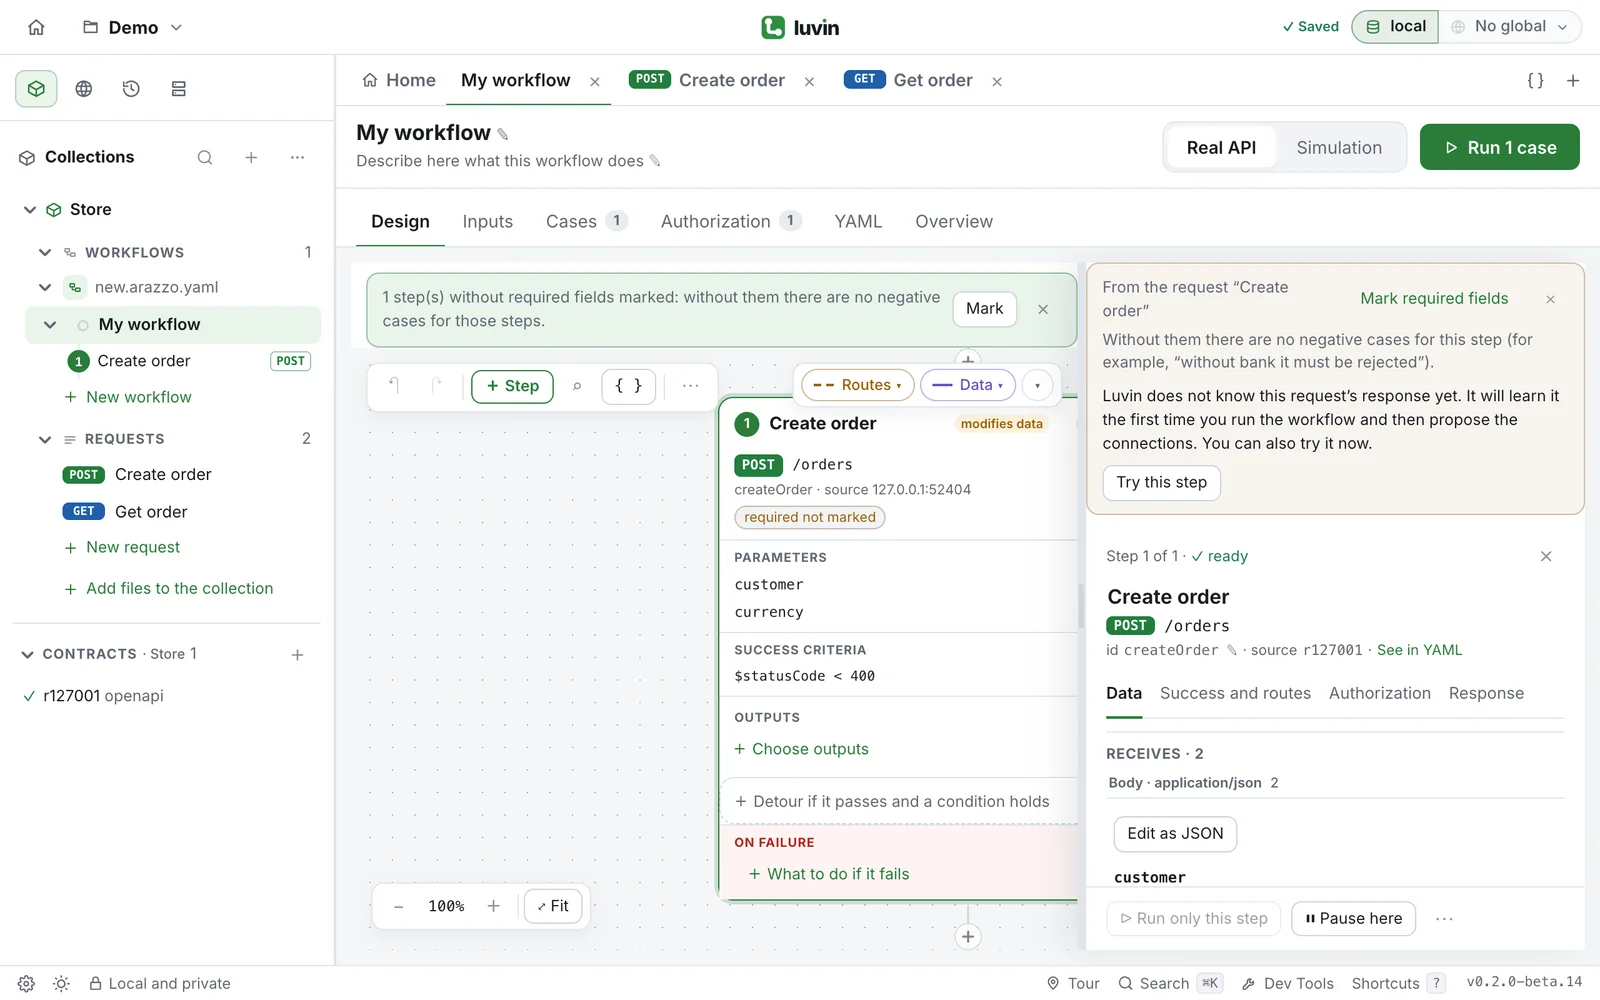 Demo
luvin
Saved
local
No global
Home
My workflow
POST Create order
GET Get order
{ }
My workflow
Describe here what this workflow does
Real API
Simulation
Run 1 case
Collections
Store
WORKFLOWS 1
new.arazzo.yaml
My workflow
1 Create order POST
+ New workflow
REQUESTS 2
POST Create order
GET Get order
+ New request
+ Add files to the collection
CONTRACTS · Store 1
r127001 openapi
Design
Inputs
Cases 1
Authorization 1
YAML
Overview
1 step(s) without required fields marked: without them there are no negative
cases for those steps.
Mark
+ Step
{ }
Routes
Data
1 Create order
modifies data
POST /orders
createOrder · source 127.0.0.1:52404
required not marked
PARAMETERS
customer
currency
SUCCESS CRITERIA
$statusCode < 400
OUTPUTS
+ Choose outputs
+ Detour if it passes and a condition holds
ON FAILURE
+ What to do if it fails
− 100% +
Fit
From the request “Create
order”
Mark required fields
Without them there are no negative cases for this step (for
example, “without bank it must be rejected”).
Luvin does not know this request’s response yet. It will learn it
the first time you run the workflow and then propose the
connections. You can also try it now.
Try this step
Step 1 of 1 · ✓ ready
Create order
POST /orders
id createOrder · source r127001 · See in YAML
Data
Success and routes
Authorization
Response
RECEIVES · 2
Body · application/json 2
Edit as JSON
customer
Run only this step
Pause here
Local and private
Tour
Search ⌘K
Dev Tools
Shortcuts ?
v0.2.0-beta.14